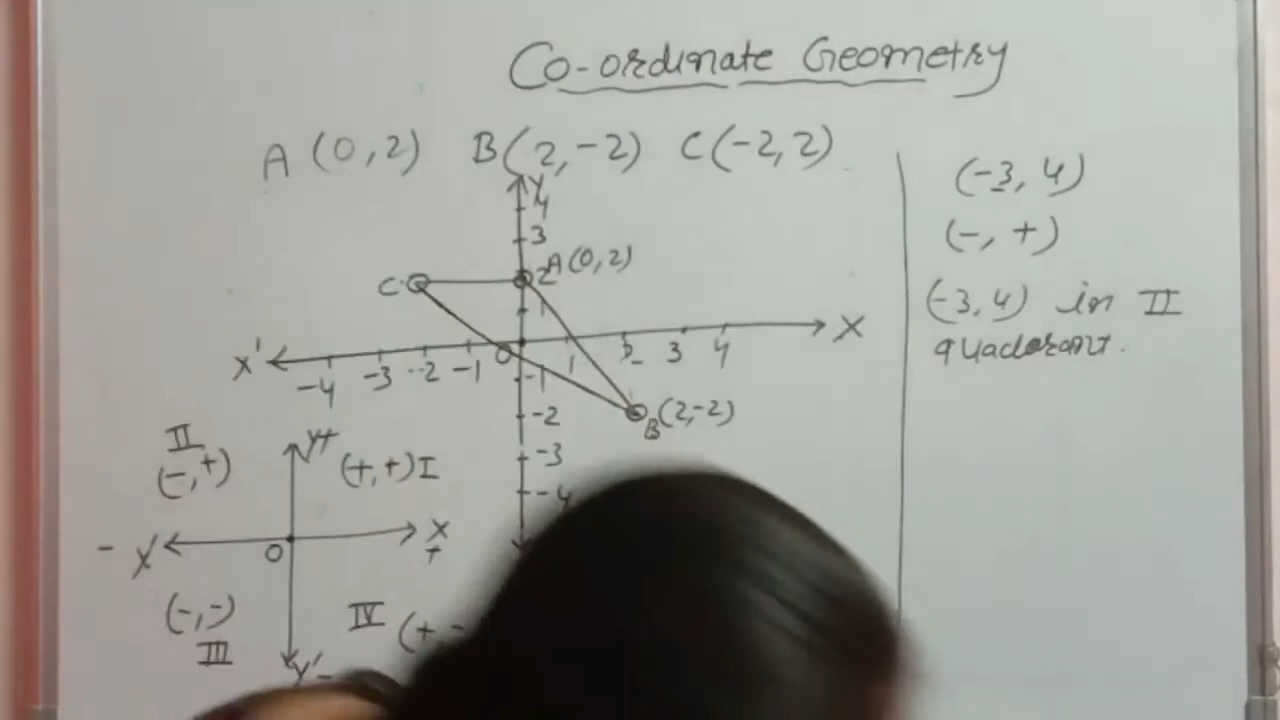 Co-ordinate Geometry
A (0,2) B(2,-2) C(-2,2)
Y
4
3
2 A(0,2)
C
1
X' -4 -3 -2 -1 0 1 2 3 4 X
-1
-2
B(2,-2)
-3
-4
II
(-,+)
Y+
(+,+) I
- X' 0 X
+
(-,-)
III
IV (+,-
Y'-
(-3, 4)
(-, +)
(-3,4) in II
quadorant.